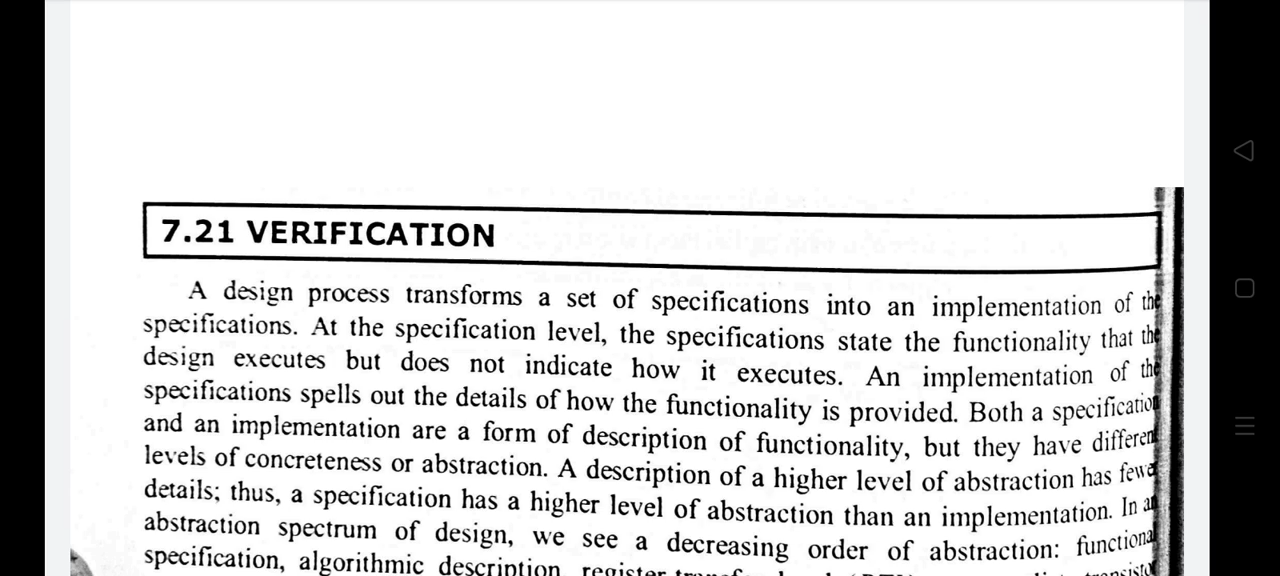 7.21 VERIFICATION
A design process transforms a set of specifications into an implementation of the
specifications. At the specification level, the specifications state the functionality that the
design executes but does not indicate how it executes. An implementation of the
specifications spells out the details of how the functionality is provided. Both a specification
and an implementation are a form of description of functionality, but they have different
levels of concreteness or abstraction. A description of a higher level of abstraction has fewer
details; thus, a specification has a higher level of abstraction than an implementation. In an
abstraction spectrum of design, we see a decreasing order of abstraction: functional
specification, algorithmic description, register-transfer